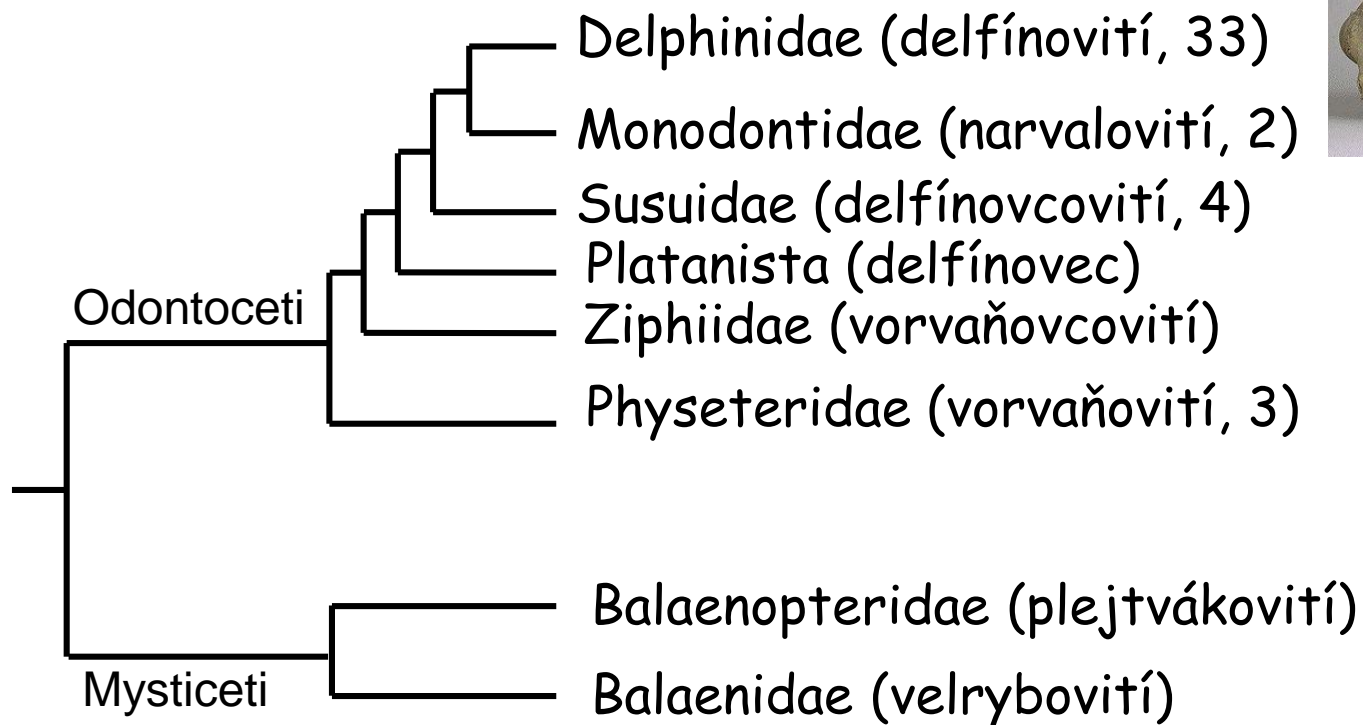 Delphinidae (delfínovití, 33)
Monodontidae (narvalovití, 2)
Susuidae (delfínovcovití, 4)
Platanista (delfínovec)
Odontoceti
Ziphiidae (vorvaňovcovití)
Physeteridae (vorvaňovití, 3)
Balaenopteridae (plejtvákovití)
Mysticeti
Balaenidae (velrybovití)